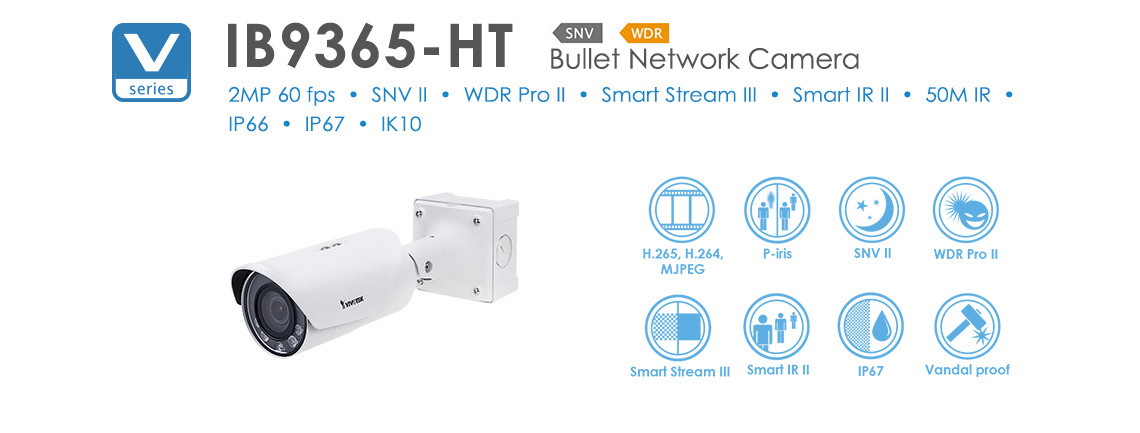 V
series
IB9365-HT
SNV
WDR
Bullet Network Camera
2MP 60 fps • SNV II • WDR Pro II • Smart Stream III • Smart IR II • 50M IR •
IP66 • IP67 • IK10
VIVOTEK
H.265, H.264,
MJPEG
P-iris
SNV II
WDR Pro II
Smart Stream III
Smart IR II
IP67
Vandal proof